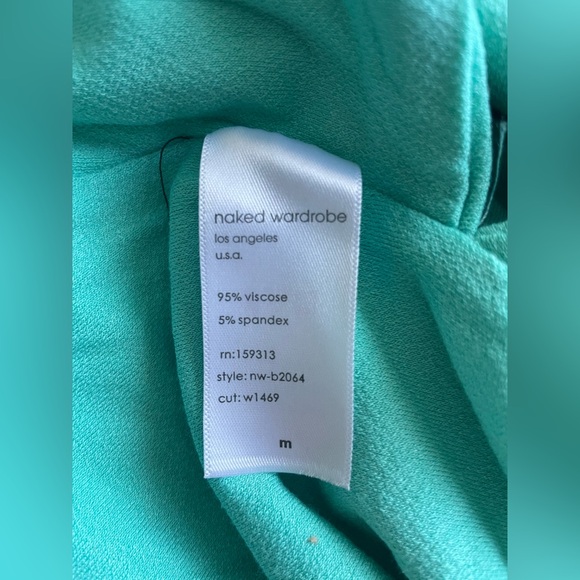 naked wardrobe
los angeles
u.s.a.
95% viscose
5% spandex
rn:159313
style: nw-b2064
cut: w1469
m